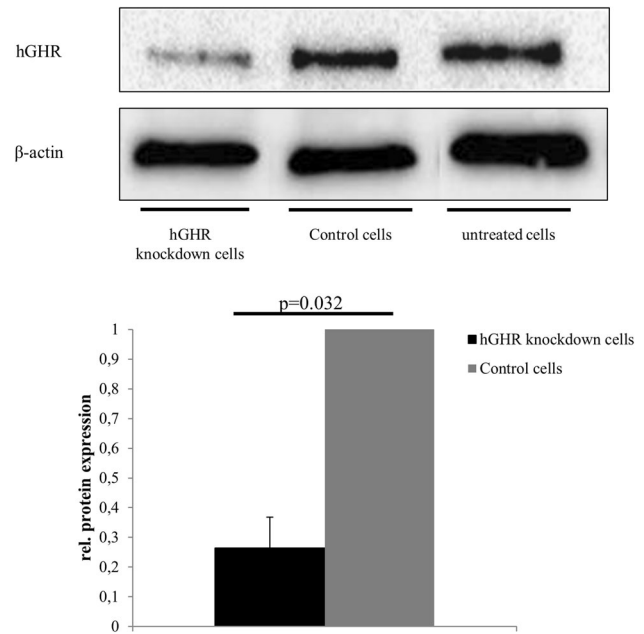 hGHR
β-actin
hGHR
knockdown cells
Control cells
untreated cells
p=0.032
hGHR knockdown cells
Control cells
rel. protein expression
1
0,9
0,8
0,7
0,6
0,5
0,4
0,3
0,2
0,1
0